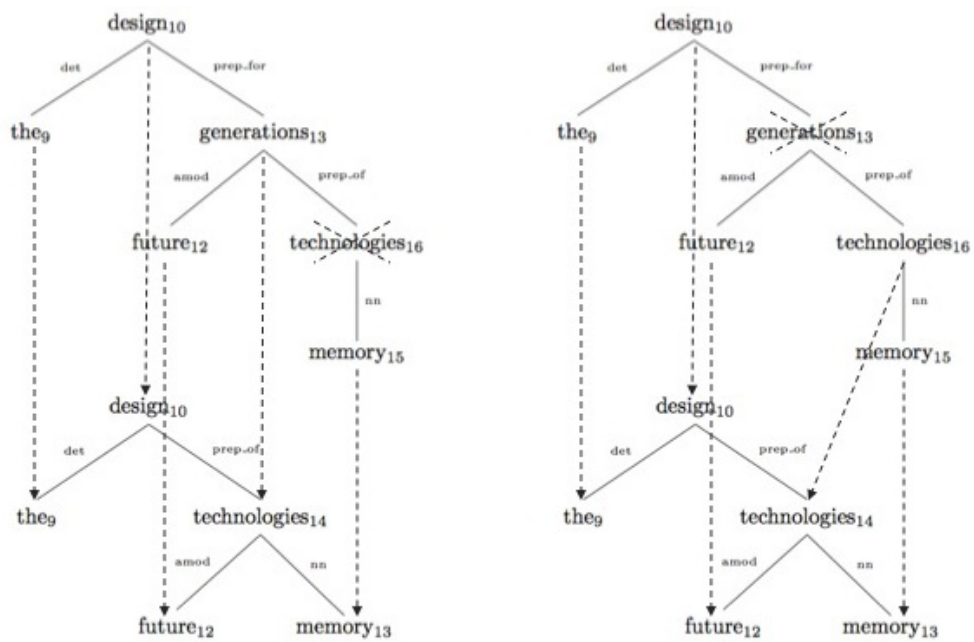 design10 design10
det prep_for det prep_for
the9 generations13 the9 generations13
amod prep_of amod prep_of
future12 technologies16 future12 technologies16
nn nn
memory15 memory15
design10 design10
det prep_of det prep_of
the9 technologies14 the9 technologies14
amod nn amod nn
future12 memory13 future12 memory13